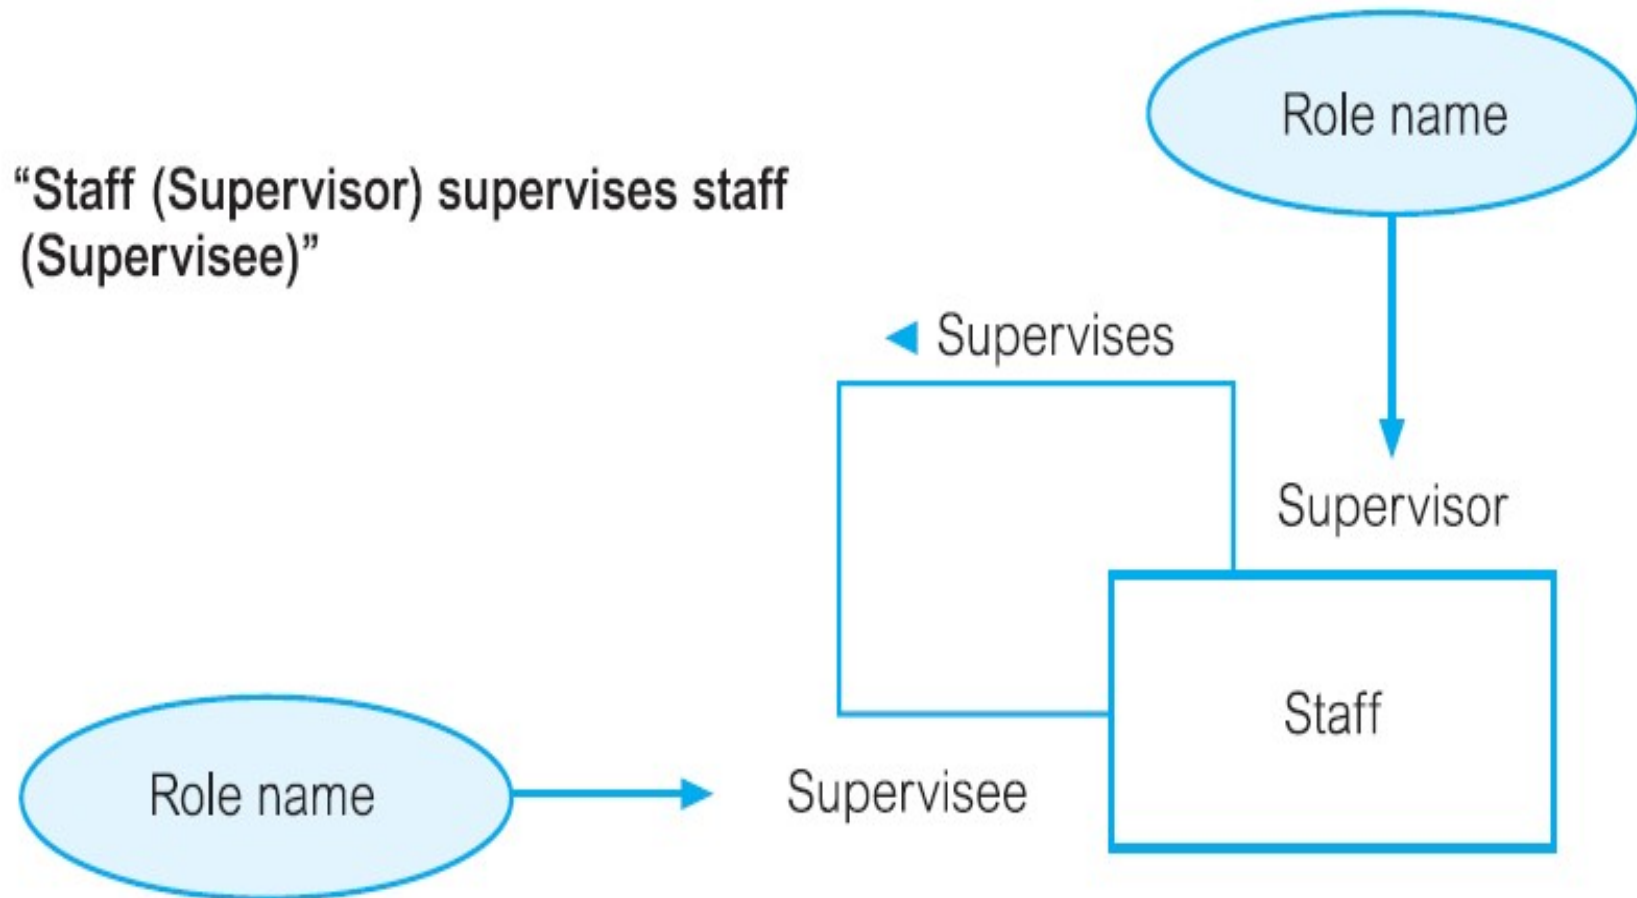 Role name
“Staff (Supervisor) supervises staff
(Supervisee)”
Supervises
Supervisor
Staff
Role name
Supervisee